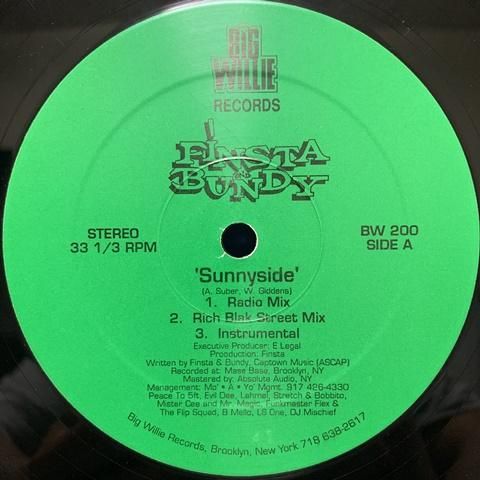 BIG
WILLIE
RECORDS
FINSTA
AND
BUNDY
STEREO
33 1/3 RPM
BW 200
SIDE A
'Sunnyside'
(A. Suber, W. Giddens)
1. Radio Mix
2. Rich Blak Street Mix
3. Instrumental
Executive Producer: E Legal
Prooduction: Finsta
Written by Finsta & Bundy, Captown Music (ASCAP)
Recorded at: Mase Base, Brooklyn, NY
Mastered by: Absolute Audio, NY
Management: Mo' • A • Yo' Mgmt. 917 426-4330
Peace To 5ft, Evil Dee, Lahmel, Stretch & Bobbito,
Mister Cee and Mr. Magic, Funkmaster Flex &
The Flip Squad, B Mello, LS One, DJ Mischief
Big Willie Records, Brooklyn, New York 718 638-2617